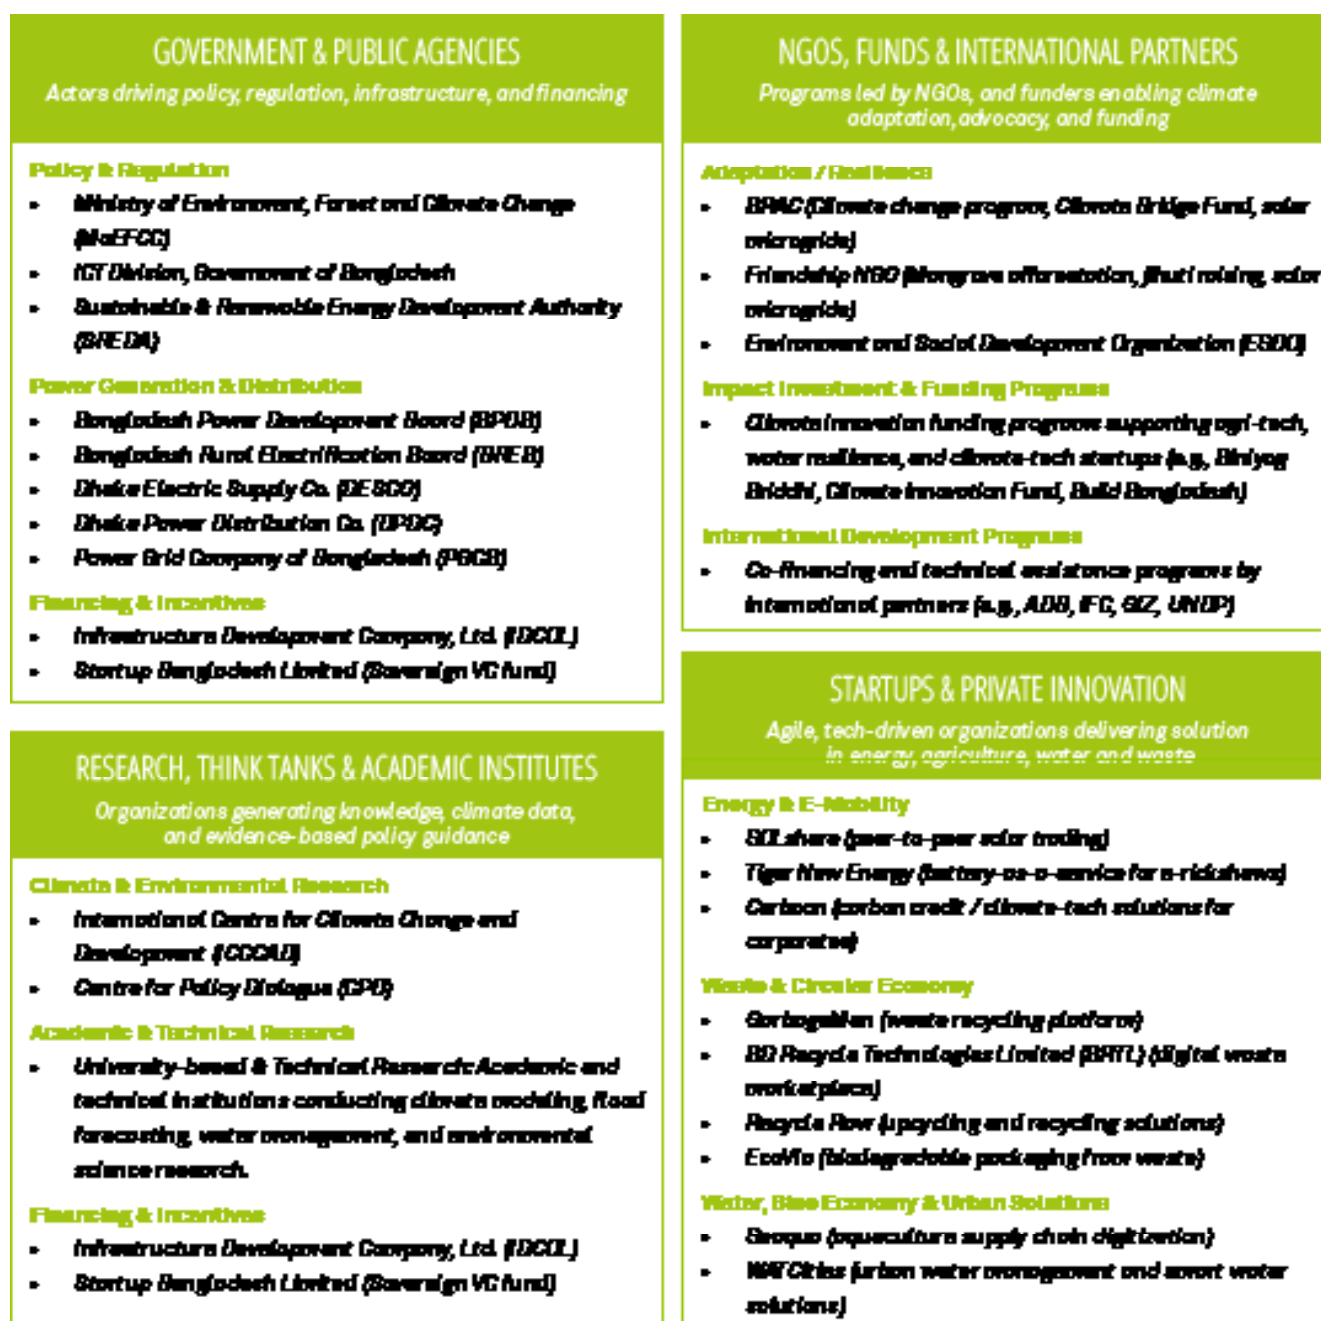 GOVERNMENT & PUBLIC AGENCIES
Actors driving policy, regulation, infrastructure, and financing
Policy & Regulation
• Ministry of Environment, Forest and Climate Change
(MoEFCC)
• ICT Division, Government of Bangladesh
• Sustainable & Renewable Energy Development Authority
(SREDA)
Power Generation & Distribution
• Bangladesh Power Development Board (BPDB)
• Bangladesh Rural Electrification Board (BREB)
• Dhaka Electric Supply Co. (DESCO)
• Dhaka Power Distribution Co. (DPDC)
• Power Grid Company of Bangladesh (PGCB)
Financing & Incentives
• Infrastructure Development Company, Ltd. (IDCOL)
• Startup Bangladesh Limited (Sovereign VC fund)
RESEARCH, THINK TANKS & ACADEMIC INSTITUTES
Organizations generating knowledge, climate data,
and evidence-based policy guidance
Climate & Environmental Research
• International Centre for Climate Change and
Development (ICCCAD)
• Centre for Policy Dialogue (CPD)
Academic & Technical Research
• University-based & Technical Research: Academic and
technical institutions conducting climate modeling, flood
forecasting, water management, and environmental
science research.
Financing & Incentives
• Infrastructure Development Company, Ltd. (IDCOL)
• Startup Bangladesh Limited (Sovereign VC fund)
NGOS, FUNDS & INTERNATIONAL PARTNERS
Programs led by NGOs, and funders enabling climate
adaptation, advocacy, and funding
Adaptation / Resilience
• BRAC (Climate change program, Climate Bridge Fund, solar
microgrids)
• Friendship NGO (Mangrove afforestation, raising, solar
microgrids)
• Environment and Social Development Organization (ESDO)
Impact Investment & Funding Programs
• Climate innovation funding programs supporting agri-tech,
water resilience, and climate-tech startups (e.g., Biniyog
Briddhi, Climate Innovation Fund, Build Bangladesh)
International Development Programs
• Co-financing and technical assistance programs by
international partners (e.g., ADB, IFC, GIZ, UNDP)
STARTUPS & PRIVATE INNOVATION
Agile, tech-driven organizations delivering solution
in energy, agriculture, water and waste
Energy & E-Mobility
• SOLshare (peer-to-peer solar trading)
• Tiger New Energy (battery-as-a-service for e-rickshaws)
• (carbon credit / climate-tech solutions for
corporates)
Waste & Circular Economy
• Garbageman (waste recycling platform)
• BD Recycle Technologies Limited (BRTL) (digital waste
marketplace)
• Recycle (upcycling and recycling solutions)
• (biodegradable packaging from waste)
Water, Blue Economy & Urban Solutions
• (aquaculture supply chain digitization)
• (urban water management and smart water
solutions)